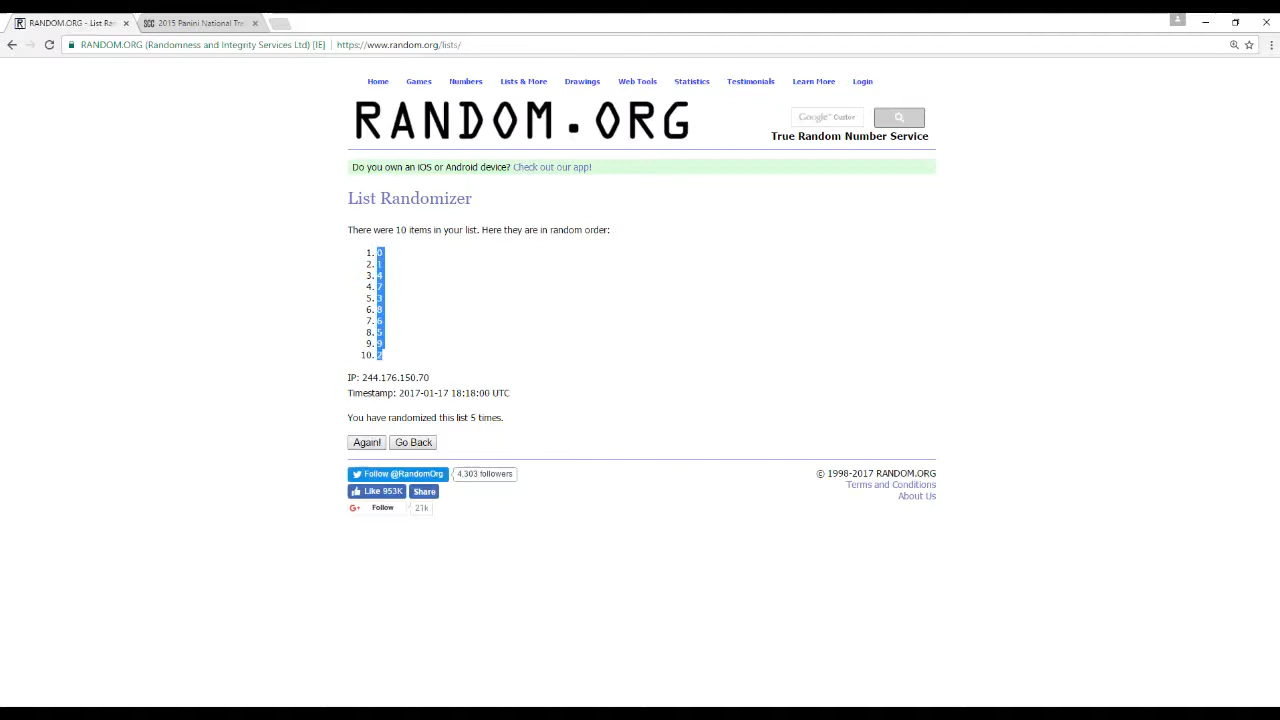 RANDOM.ORG - List Ra
SCC 2015 Panini National Tre
RANDOM.ORG (Randomness and Integrity Services Ltd) [IE] https://www.random.org/lists/
Home Games Numbers Lists & More Drawings Web Tools Statistics Testimonials Learn More Login
RANDOM.ORG
Google™ Custor
True Random Number Service
Do you own an iOS or Android device? Check out our app!
List Randomizer
There were 10 items in your list. Here they are in random order:
1. 0
2. 1
3. 4
4. 7
5. 3
6. 8
7. 6
8. 5
9. 9
10. 2
IP: 244.176.150.70
Timestamp: 2017-01-17 18:18:00 UTC
You have randomized this list 5 times.
Again! Go Back
Follow @RandomOrg 4,303 followers
Like 953K Share
G+ Follow 21k
© 1998-2017 RANDOM.ORG
Terms and Conditions
About Us